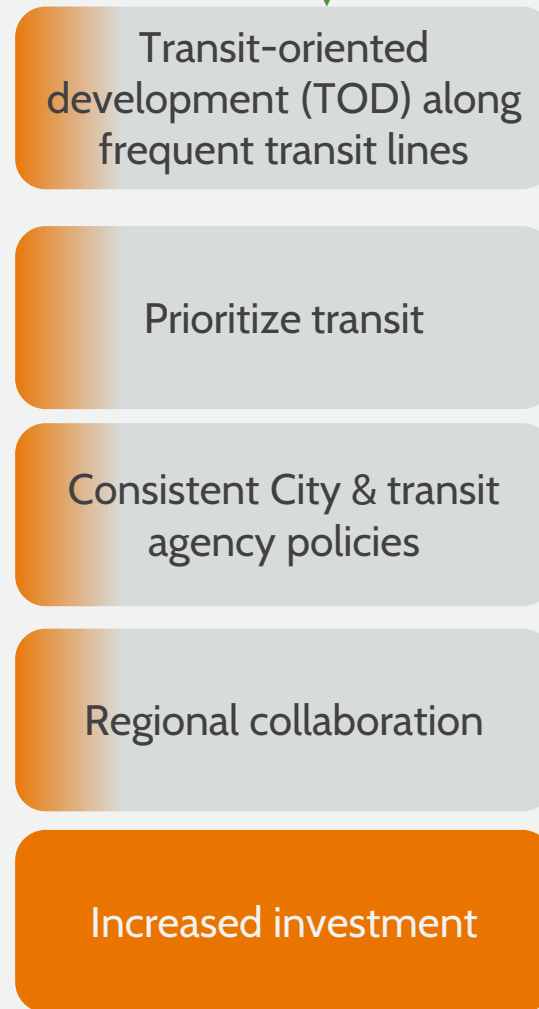 Transit-oriented
development (TOD) along
frequent transit lines
Prioritize transit
Consistent City & transit
agency policies
Regional collaboration
Increased investment